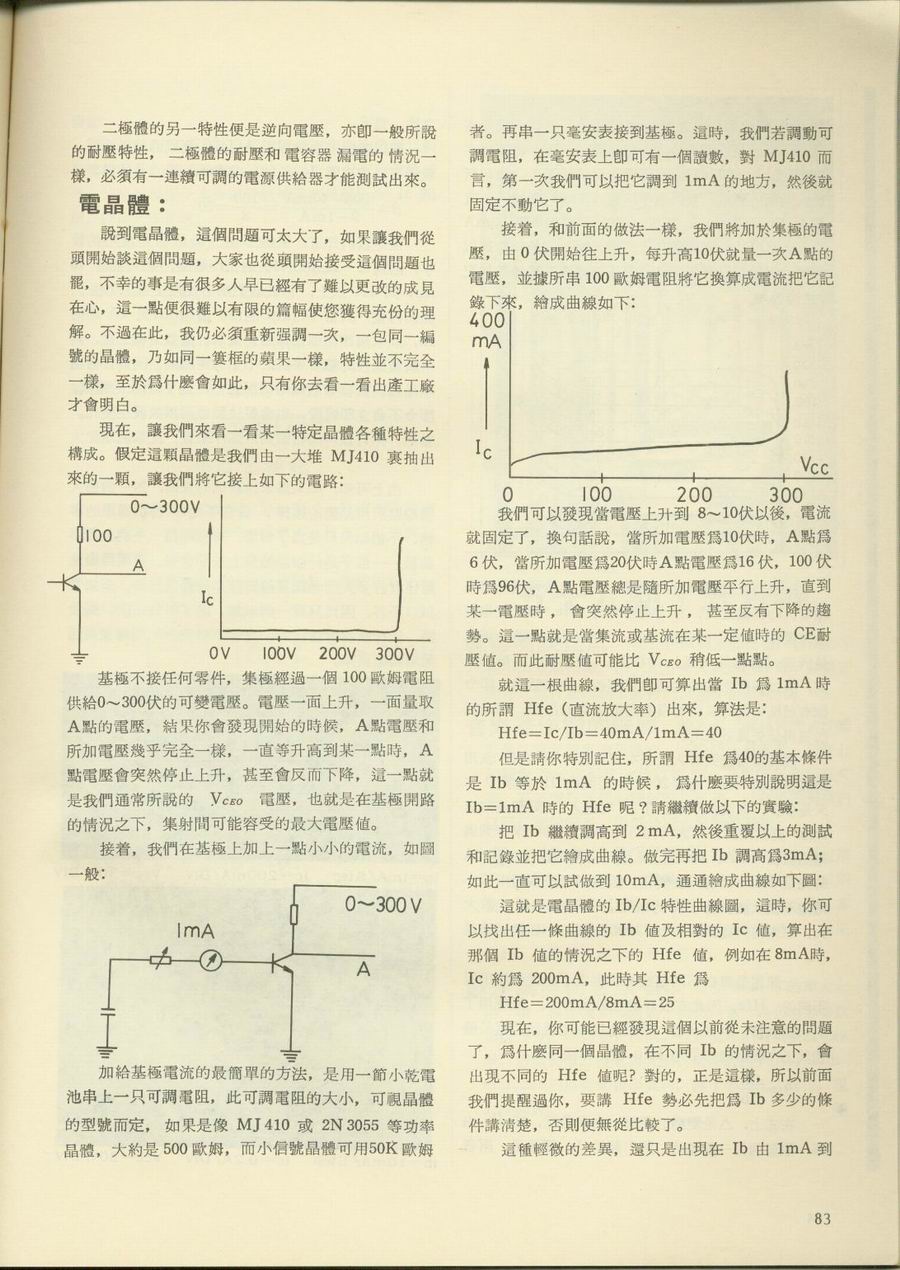 二極體的另一特性便是逆向電壓，亦卽一般所說
的耐壓特性， 二極體的耐壓和 電容器 漏電的 情況一
樣，必須有一連續可調的電源供給器才能測試出來。
電晶體：
說到電晶體，這個問題可太大了，如果讓我們從
頭開始談這個問題，大家也從頭開始接受這個問題也
罷，不幸的事是有很多人早已經有了難以更改的成見
在心，這一點便很難以有限的篇幅使您獲得充份的理
解。不過在此，我仍必須重新强調一次，一包同一編
號的晶體，乃如同一簍框的蘋果一樣，特性並不完全
一樣，至於爲什麽會如此，只有你去看一看出產工廠
才會明白。
現在，讓我們來看一看某一特定晶體各種特性之
構成。假定這顆晶體是我們由一大堆 MJ410 裏抽出
來的一顆，讓我們將它接上如下的電路：
0～300V
100
A
Ic
0V 100V 200V 300V
基極不接任何零件，集極經過一個 100 歐姆電阻
供給0～300伏的可變電壓。電壓一面上升，一面量取
A點的電壓，結果你會發現開始的時候，A點電壓和
所加電壓幾乎完全一樣，一直等升高到某一點時，A
點電壓會突然停止上升，甚至會反而下降，這一點就
是我們通常所說的 VCEO 電壓，也就是在基極開路
的情況之下，集射間可能容受的最大電壓値。
接着，我們在基極上加上一點小小的電流，如圖
一般：
0～300V
1mA
A
加給基極電流的最簡單的方法，是用一節小乾電
池串上一只可調電阻，此可調電阻的大小，可視晶體
的型號而定， 如果是像 MJ410 或 2N 3055 等功率
晶體，大約是 500 歐姆，而小信號晶體可用50K 歐姆
者。再串一只毫安表接到基極。這時，我們若調動可
調電阻，在毫安表上卽可有一個讀數，對 MJ410 而
言，第一次我們可以把它調到 1mA 的地方，然後就
固定不動它了。
接着，和前面的做法一樣，我們將加於集極的電
壓，由 0 伏開始往上升，每升高10伏就量一次A點的
電壓，並據所串 100 歐姆電阻將它換算成電流把它記
錄下來，繪成曲線如下：
400
mA
Ic
Vcc
0 100 200 300
我們可以發現當電壓上升到 8～10伏以後，電流
就固定了，換句話說，當所加電壓爲10伏時，A點爲
6 伏，當所加電壓爲20伏時A點電壓爲16 伏，100 伏
時爲96伏，A點電壓總是隨所加電壓平行上升，直到
某一電壓時， 會突然停止上升， 甚至反有下降的趨
勢。這一點就是當集流或基流在某一定値時的 CE耐
壓値。而此耐壓値可能比 VCEO 稍低一點點。
就這一根曲線，我們卽可算出當 Ib 爲 1mA 時
的所謂 Hfe（直流放大率）出來，算法是：
Hfe=Ic/Ib=40mA/1mA=40
但是請你特別記住，所謂 Hfe 爲40的基本條件
是 Ib 等於 1mA 的時候，爲什麽要特別說明這是
Ib=1mA 時的 Hfe 呢？請繼續做以下的實驗：
把 Ib 繼續調高到 2 mA，然後重覆以上的測試
和記錄並把它繪成曲線。做完再把 Ib 調高爲3mA；
如此一直可以試做到 10mA，通通繪成曲線如下圖：
這就是電晶體的 Ib/Ic 特性曲線圖，這時，你可
以找出任一條曲線的 Ib 値及相對的 Ic 値，算出在
那個 Ib 値的情況之下的 Hfe 値，例如在 8mA時，
Ic 約爲 200mA，此時其 Hfe 爲
Hfe=200mA/8mA=25
現在，你可能已經發現這個以前從未注意的問題
了，爲什麽同一個晶體，在不同 Ib 的情況之下，會
出現不同的 Hfe 値呢？對的，正是這樣，所以前面
我們提醒過你，要講 Hfe 勢必先把爲 Ib 多少的條
件講淸楚，否則便無從比較了。
這種輕微的差異，還只是出現在 Ib 由 1mA 到
83